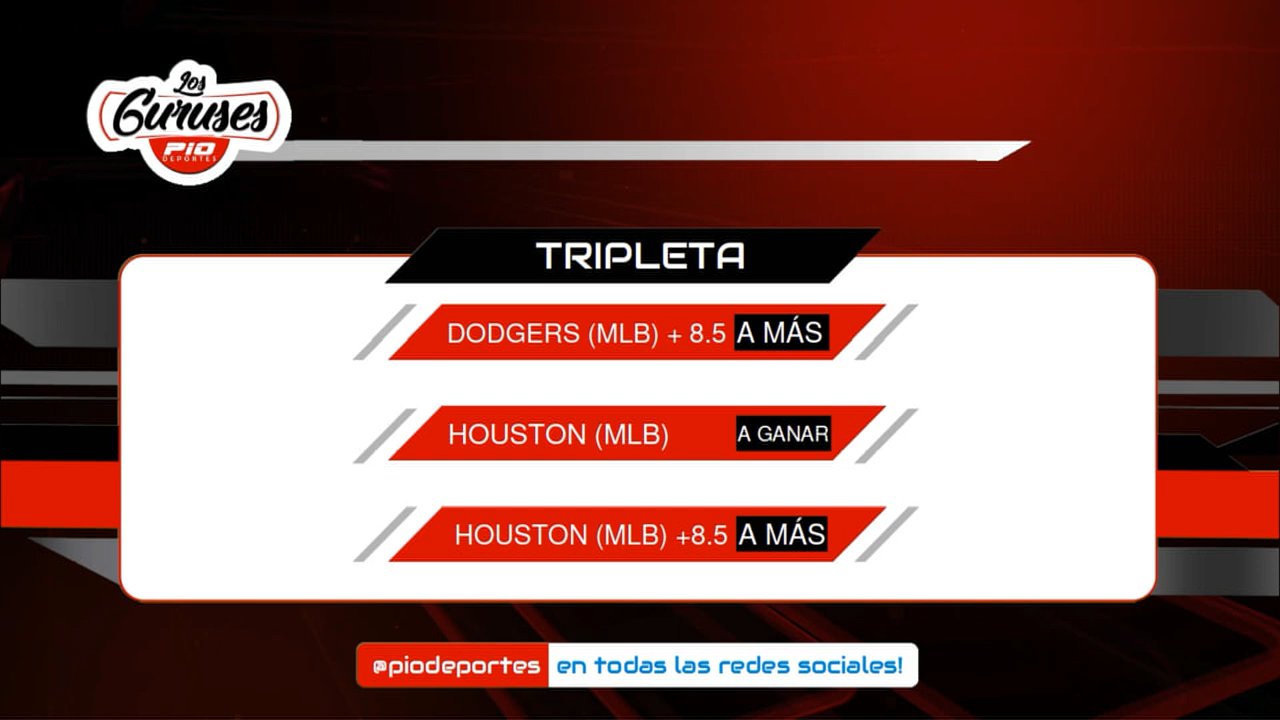 Los
Guruses
PIO
DEPORTES
TRIPLETA
DODGERS (MLB) + 8.5 A MÁS
HOUSTON (MLB) A GANAR
HOUSTON (MLB) +8.5 A MÁS
@piodeportes en todas las redes sociales!